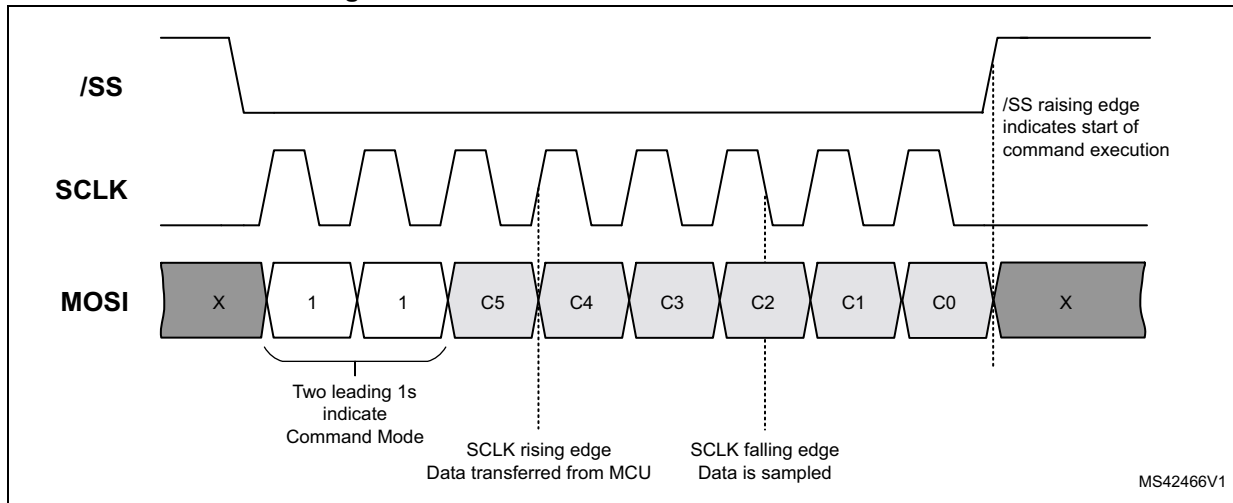 /SS
/SS raising edge
indicates start of
command execution
SCLK
MOSI
X 1 1 C5 C4 C3 C2 C1 C0 X
Two leading 1s
indicate
Command Mode
SCLK rising edge
Data transferred from MCU
SCLK falling edge
Data is sampled
MS42466V1